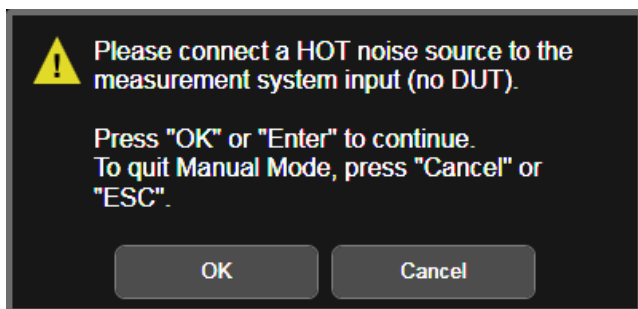 Please connect a HOT noise source to the
measurement system input (no DUT).
Press "OK" or "Enter" to continue.
To quit Manual Mode, press "Cancel" or
"ESC".
OK
Cancel